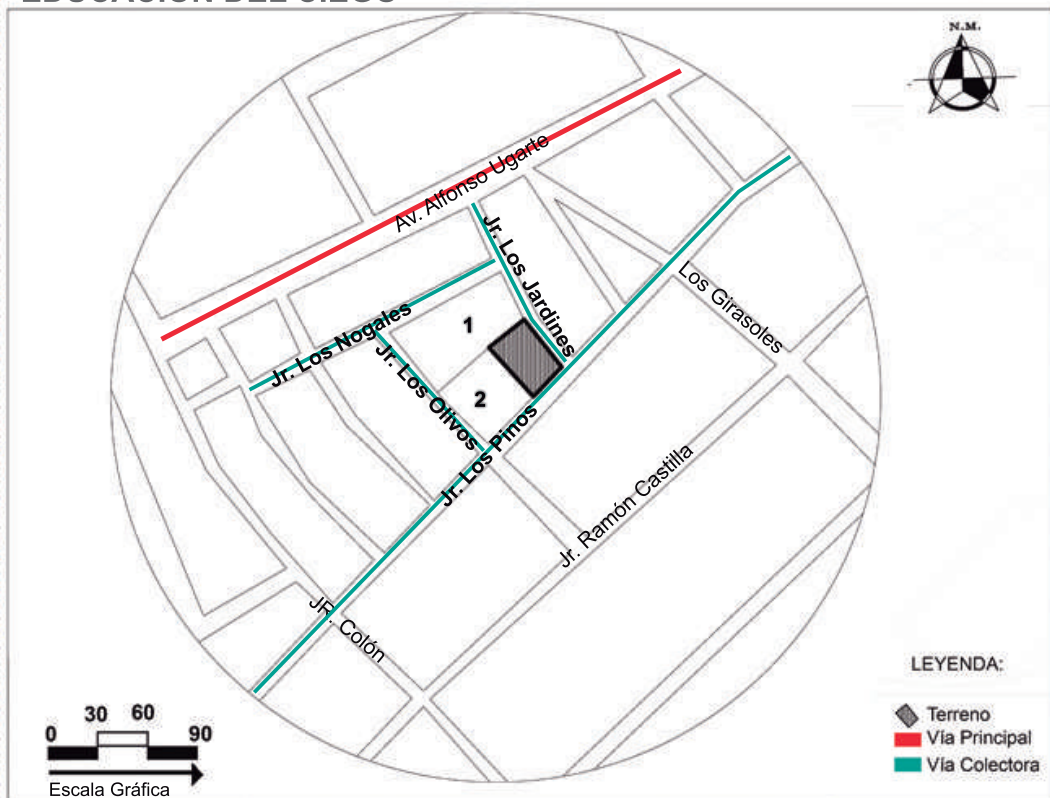 N.M.
Av. Alfonso Ugarte
Jr. Los Jardines
Los Girasoles
Jr. Los Nogales
1
Jr. Los Olivos
2
Jr. Los Pinos
Jr. Ramón Castilla
JR. Colón
LEYENDA:
Terreno
Vía Principal
Vía Colectora
0 30 60 90
Escala Gráfica